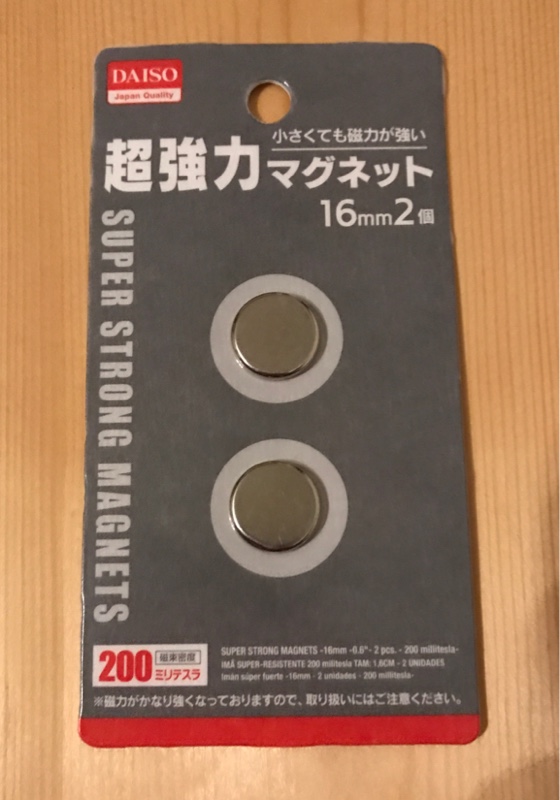 DAISO
Japan Quality
小さくても磁力が強い
超強力マグネット
16mm2個
SUPER STRONG MAGNETS
200 磁束密度 ミリテスラ
SUPER STRONG MAGNETS -16mm -6.6"- 2 pcs. - 200 millitesla-
IMÃ SUPER-RESISTENTE 200 militesla TAM: 1.6CM - 2 UNIDADES
Imán súper fuerte -16mm - 2 unidades - 200 militesla-
※磁力がかなり強くなっておりますので、取り扱いにはご注意ください。